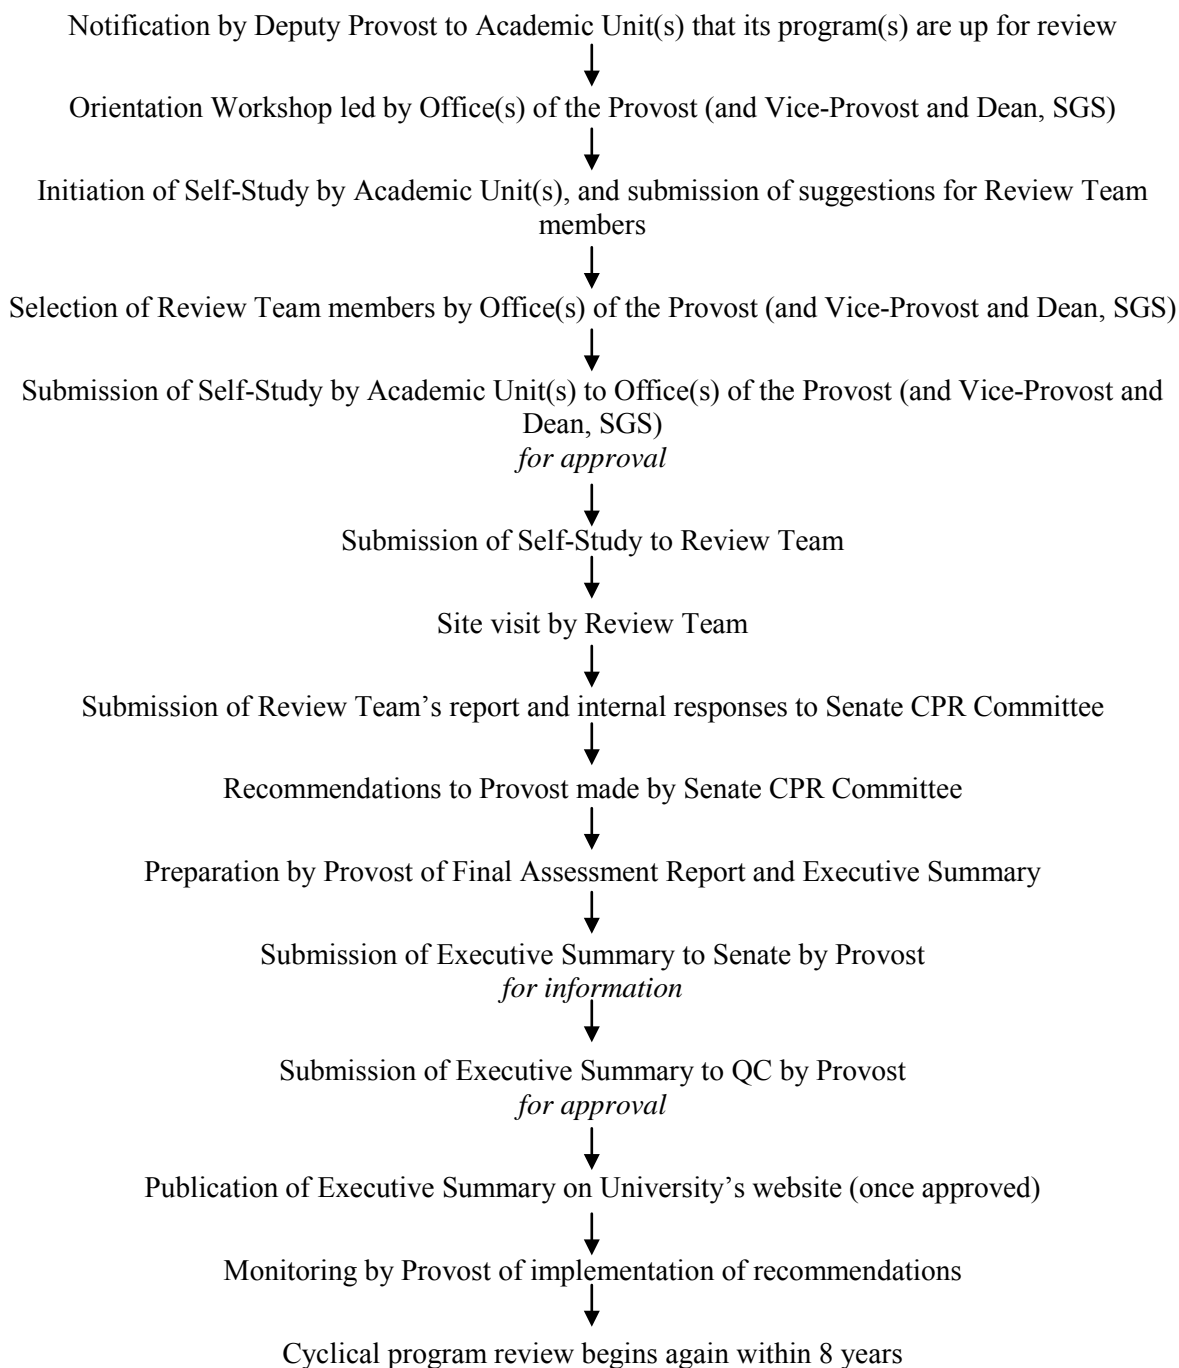 Notification by Deputy Provost to Academic Unit(s) that its program(s) are up for review
Orientation Workshop led by Office(s) of the Provost (and Vice-Provost and Dean, SGS)
Initiation of Self-Study by Academic Unit(s), and submission of suggestions for Review Team
members
Selection of Review Team members by Office(s) of the Provost (and Vice-Provost and Dean, SGS)
Submission of Self-Study by Academic Unit(s) to Office(s) of the Provost (and Vice-Provost and
Dean, SGS)
for approval
Submission of Self-Study to Review Team
Site visit by Review Team
Submission of Review Team’s report and internal responses to Senate CPR Committee
Recommendations to Provost made by Senate CPR Committee
Preparation by Provost of Final Assessment Report and Executive Summary
Submission of Executive Summary to Senate by Provost
for information
Submission of Executive Summary to QC by Provost
for approval
Publication of Executive Summary on University’s website (once approved)
Monitoring by Provost of implementation of recommendations
Cyclical program review begins again within 8 years